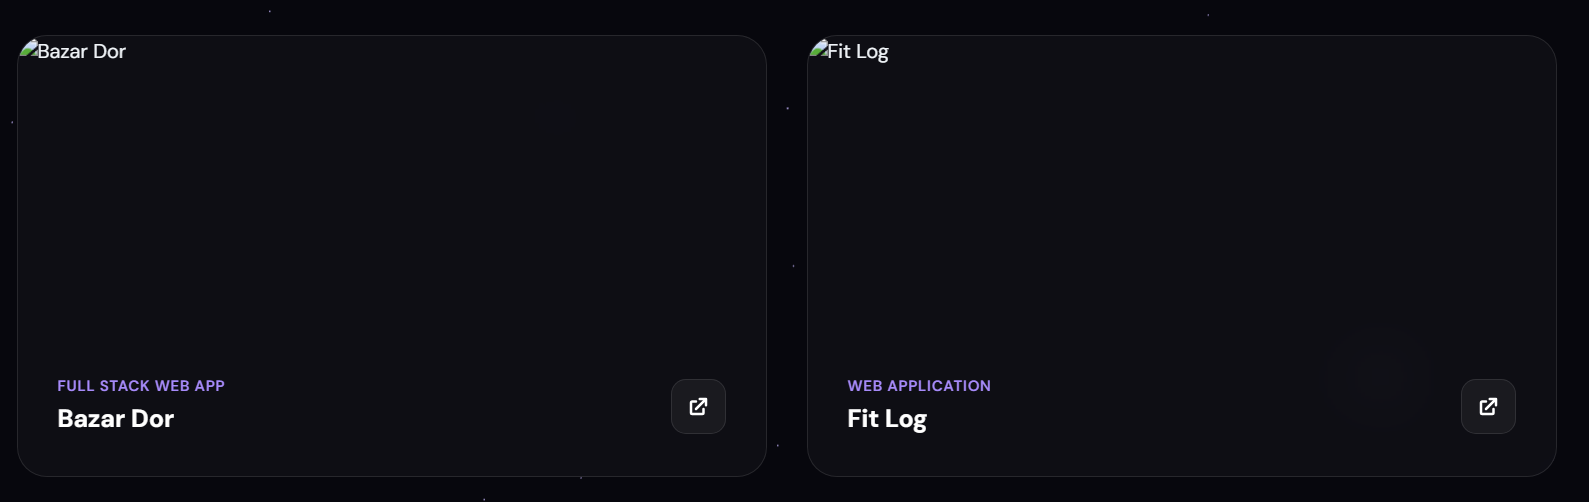 Bazar Dor
FULL STACK WEB APP
Bazar Dor
Fit Log
WEB APPLICATION
Fit Log